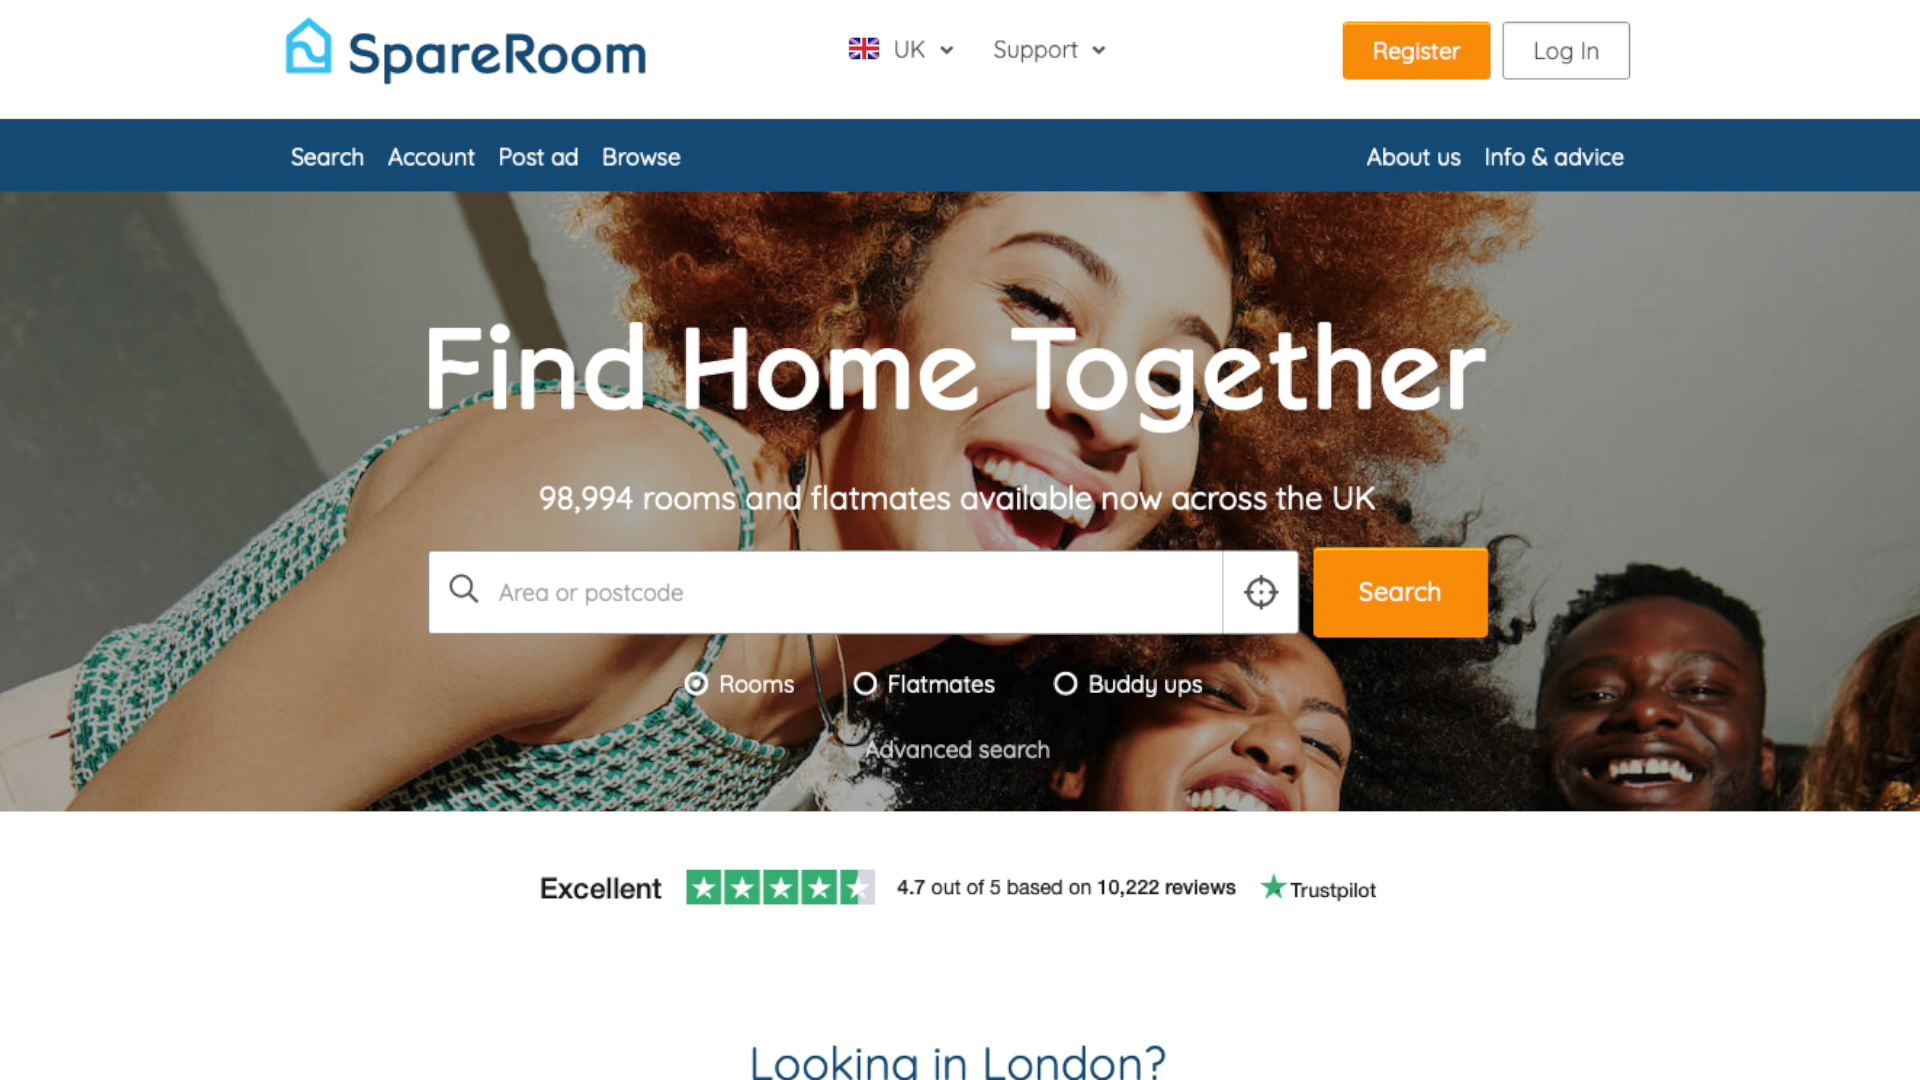 SpareRoom
UK
Support
Register
Log In
Search
Account
Post ad
Browse
About us
Info & advice
Find Home Together
98,994 rooms and flatmates available now across the UK
Area or postcode
Search
Rooms
Flatmates
Buddy ups
Advanced search
Excellent
4.7 out of 5 based on 10,222 reviews
Trustpilot
Looking in London?